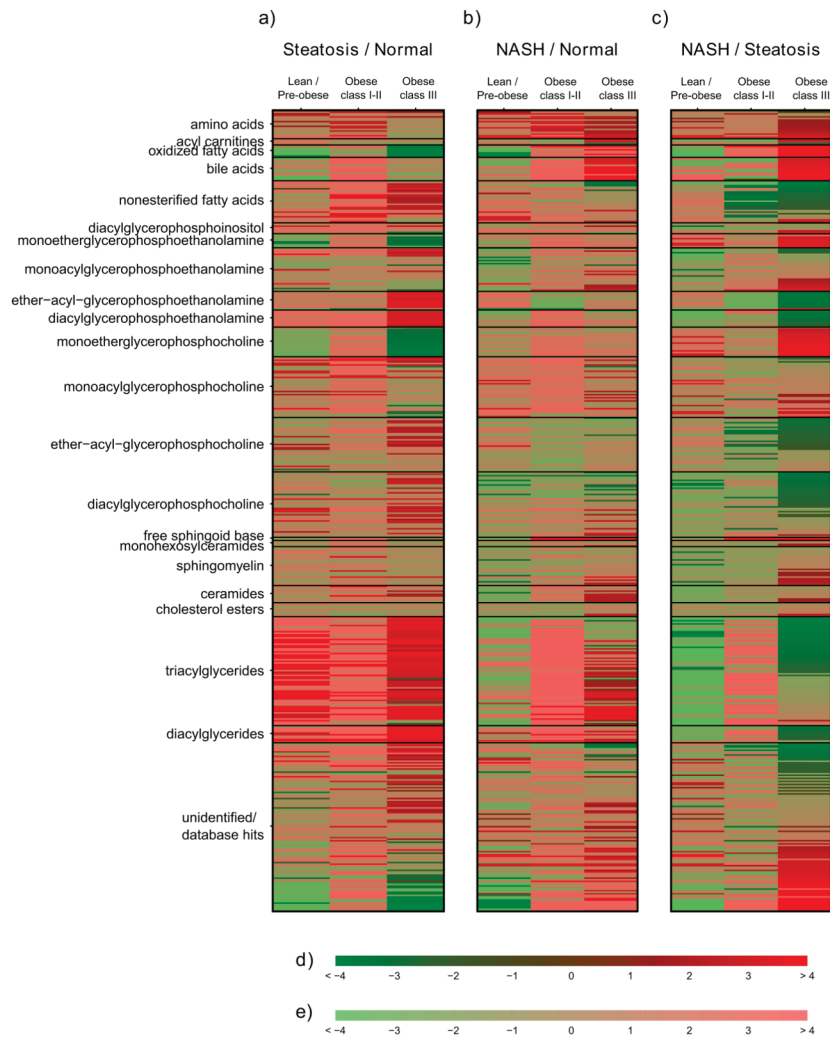 a)
b)
c)
Steatosis / Normal
NASH / Normal
NASH / Steatosis
Lean /
Pre-obese
Obese
class I-II
Obese
class III
Lean /
Pre-obese
Obese
class I-II
Obese
class III
Lean /
Pre-obese
Obese
class I-II
Obese
class III
amino acids
acyl carnitines
oxidized fatty acids
bile acids
nonesterified fatty acids
diacylglycerophosphoinositol
monoetherglycerophosphoethanolamine
monoacylglycerophosphoethanolamine
ether−acyl−glycerophosphoethanolamine
diacylglycerophosphoethanolamine
monoetherglycerophosphocholine
monoacylglycerophosphocholine
ether−acyl−glycerophosphocholine
diacylglycerophosphocholine
free sphingoid base
monohexosylceramides
sphingomyelin
ceramides
cholesterol esters
triacylglycerides
diacylglycerides
unidentified/
database hits
d)
< −4 −3 −2 −1 0 1 2 3 > 4
e)
< −4 −3 −2 −1 0 1 2 3 > 4